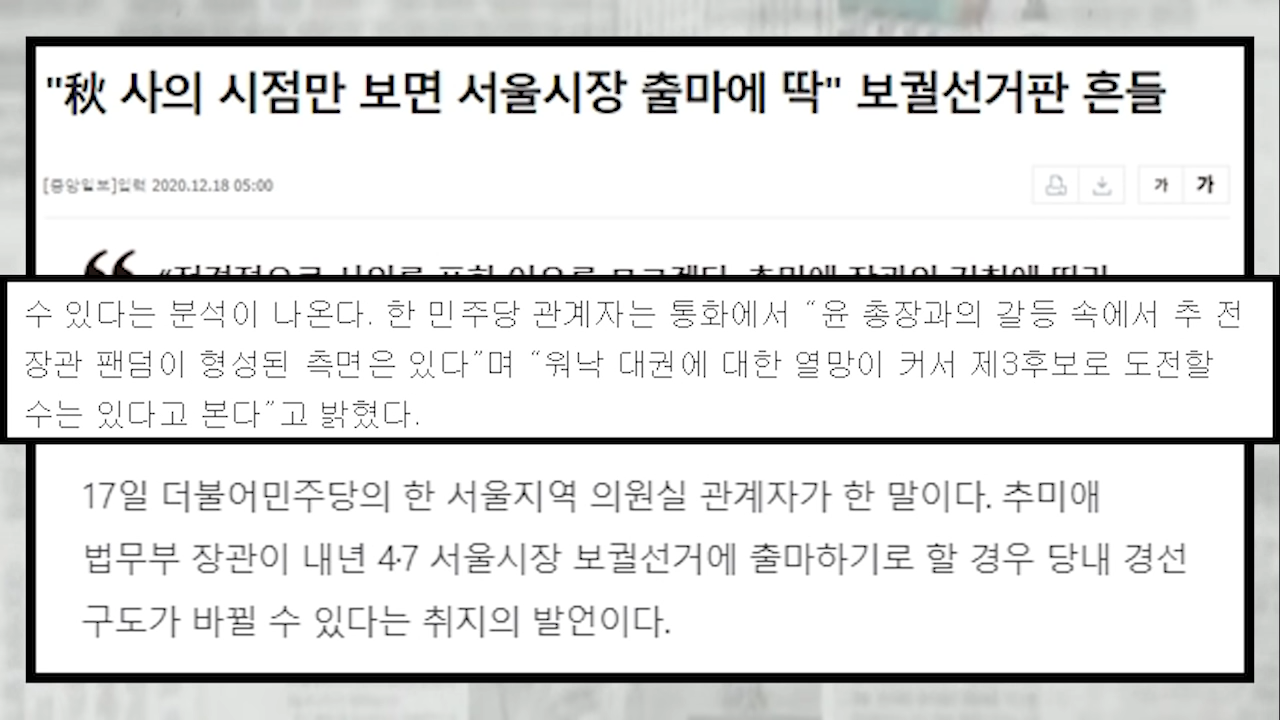 "秋 사의 시점만 보면 서울시장 출마에 딱" 보궐선거판 흔들
[중앙일보]입력 2020.12.18 05:00
가 가
수 있다는 분석이 나온다. 한 민주당 관계자는 통화에서 “윤 총장과의 갈등 속에서 추 전
장관 팬덤이 형성된 측면은 있다”며 “워낙 대권에 대한 열망이 커서 제3후보로 도전할
수는 있다고 본다”고 밝혔다.
17일 더불어민주당의 한 서울지역 의원실 관계자가 한 말이다. 추미애
법무부 장관이 내년 4·7 서울시장 보궐선거에 출마하기로 할 경우 당내 경선
구도가 바뀔 수 있다는 취지의 발언이다.